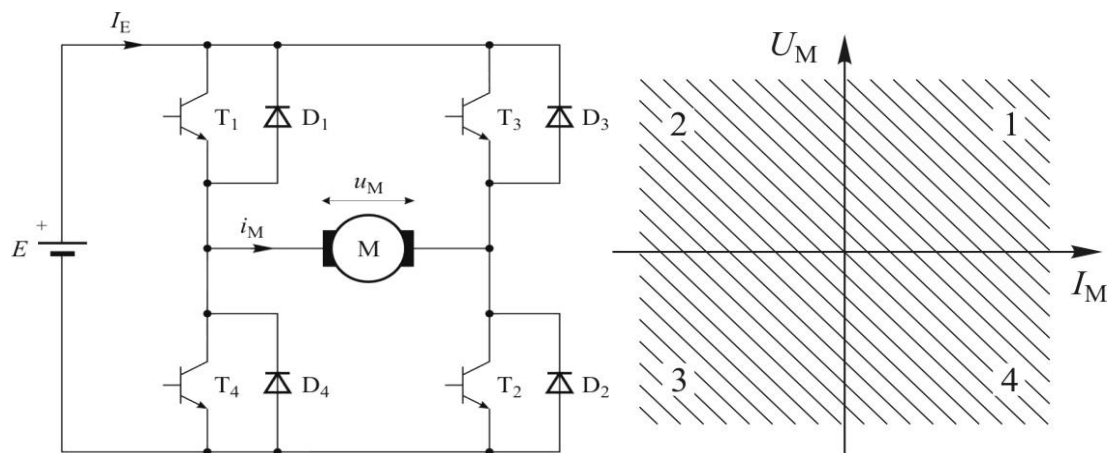 I_E
T_1
D_1
T_3
D_3
u_M
+
E
i_M
M
T_4
D_4
T_2
D_2
U_M
2
1
I_M
3
4